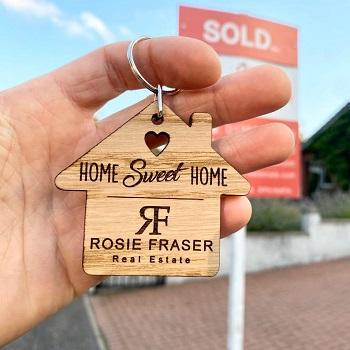 SOLD
HOME Sweet HOME
RF
ROSIE FRASER
Real Estate